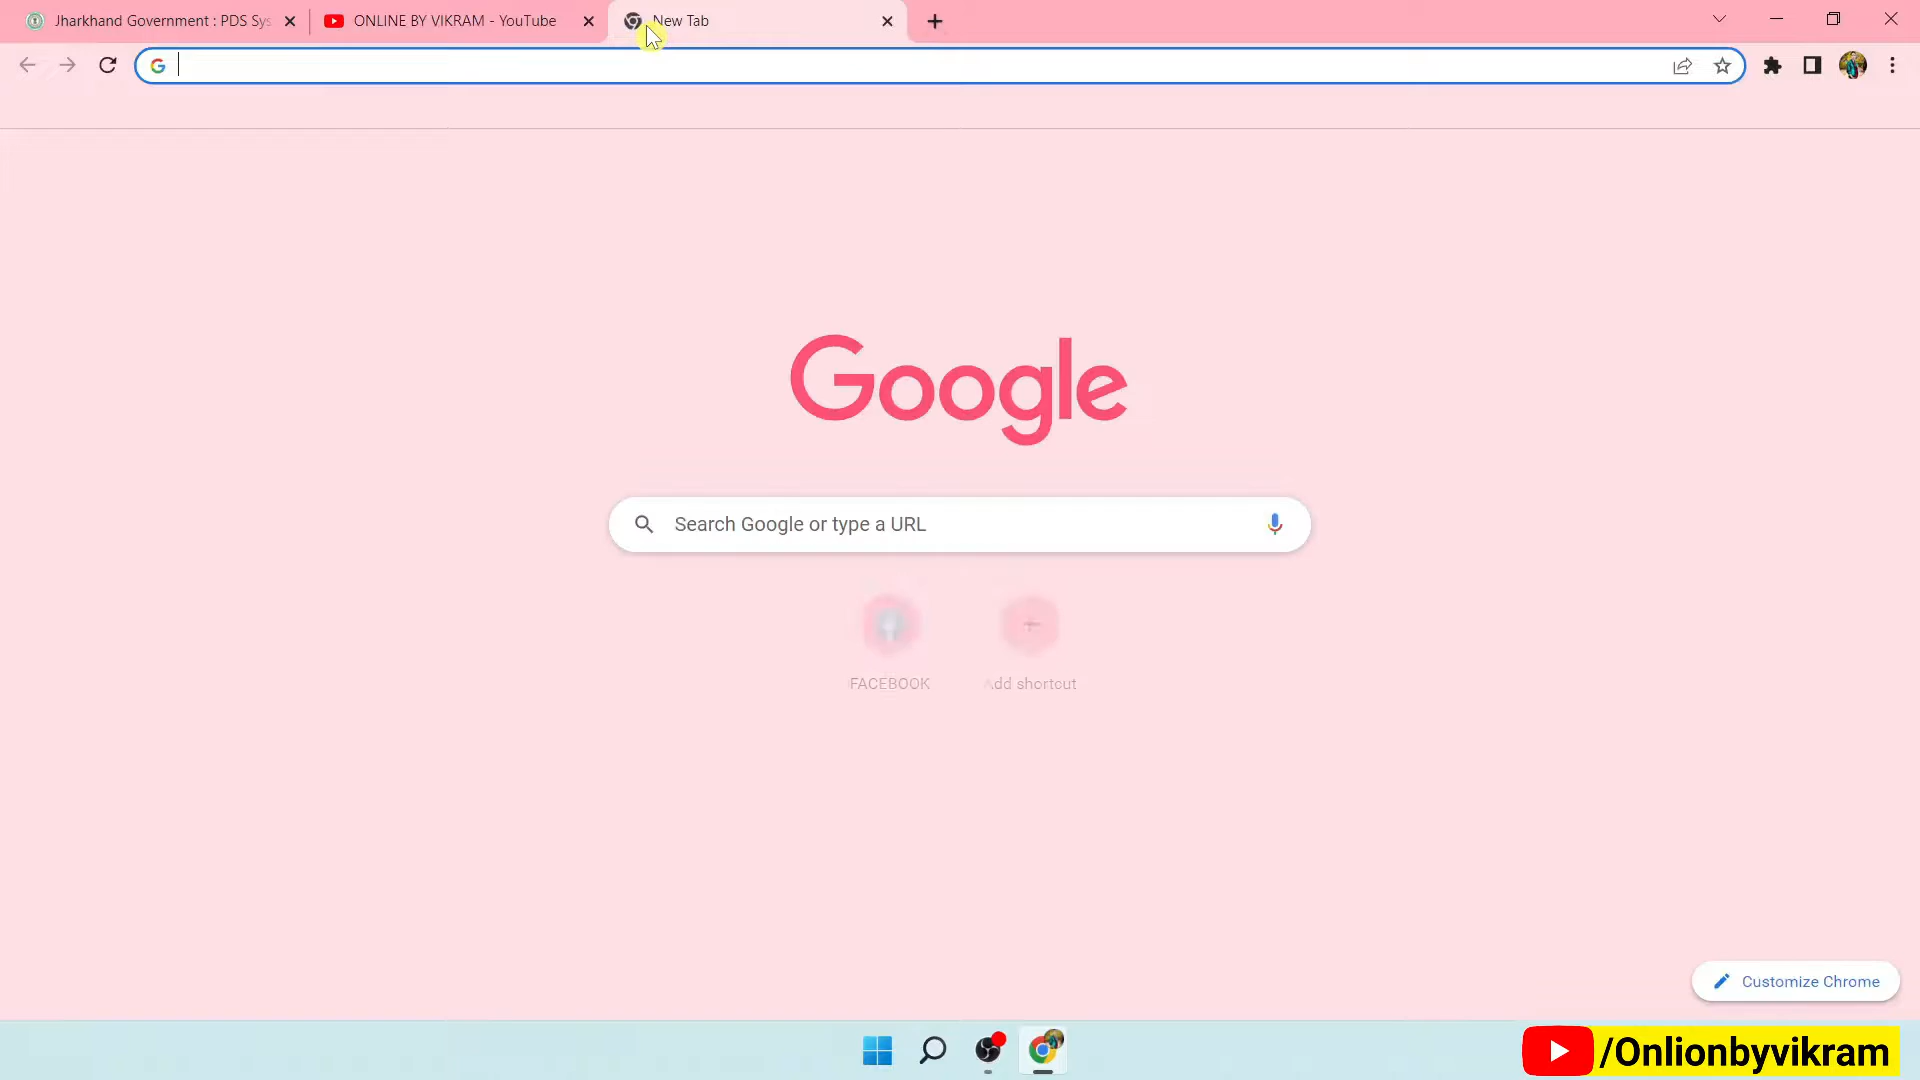 Jharkhand Government : PDS Sys
ONLINE BY VIKRAM - YouTube
New Tab
Google
Search Google or type a URL
FACEBOOK
Add shortcut
Customize Chrome
/Onlionbyvikram